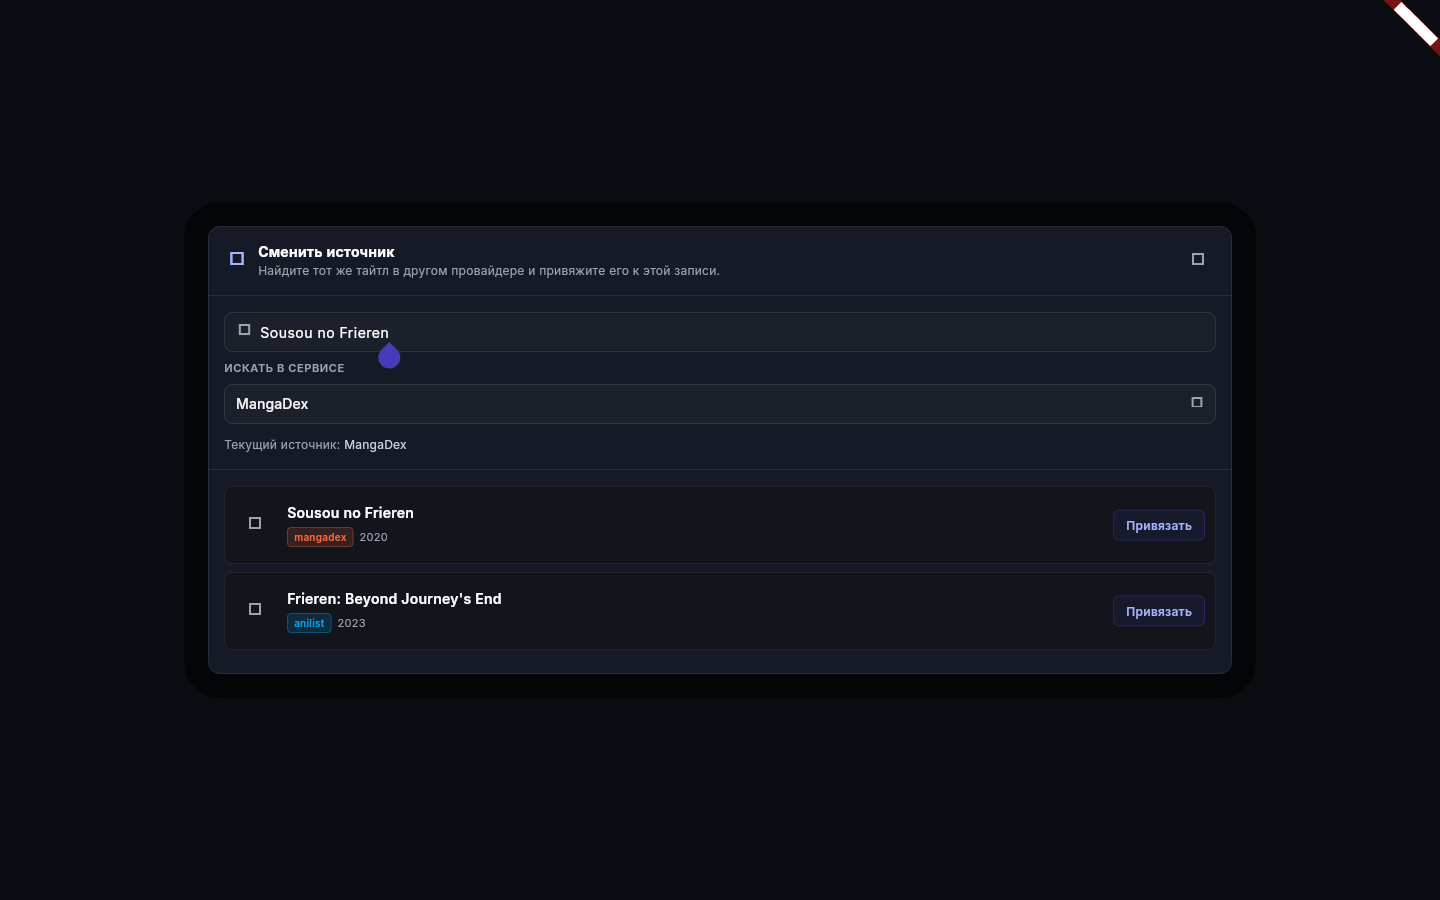 Сменить источник
Найдите тот же тайтл в другом провайдере и привяжите его к этой записи.
Sousou no Frieren
ИСКАТЬ В СЕРВИСЕ
MangaDex
Текущий источник: MangaDex
Sousou no Frieren
mangadex 2020
Привязать
Frieren: Beyond Journey's End
anilist 2023
Привязать